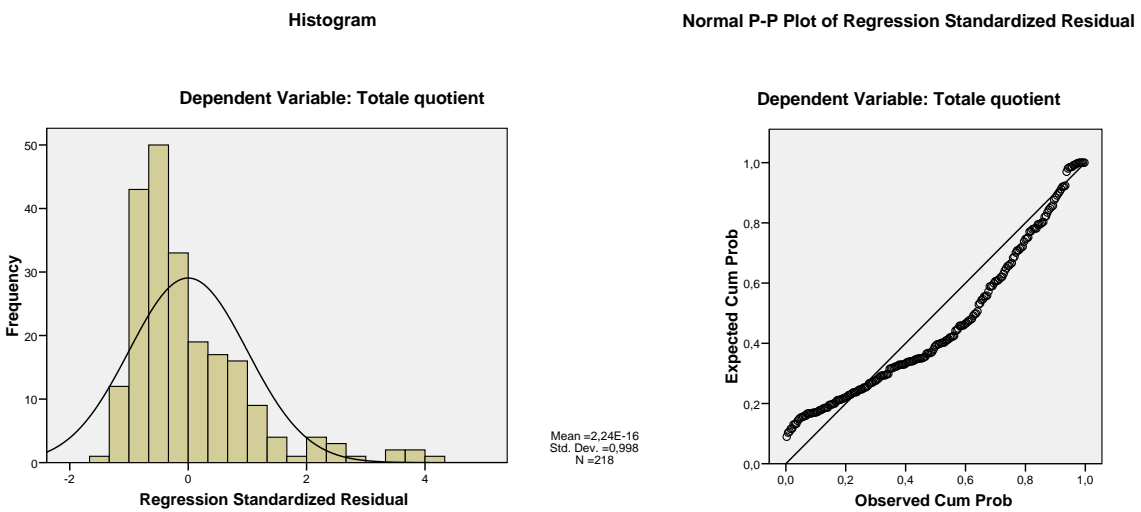 Histogram
Dependent Variable: Totale quotient
50
40
30
20
10
0
Frequency
-2
0
2
4
Regression Standardized Residual
Mean =2,24E-16
Std. Dev. =0,998
N =218
Normal P-P Plot of Regression Standardized Residual
Dependent Variable: Totale quotient
1,0
0,8
0,6
0,4
0,2
0,0
Expected Cum Prob
0,0
0,2
0,4
0,6
0,8
1,0
Observed Cum Prob